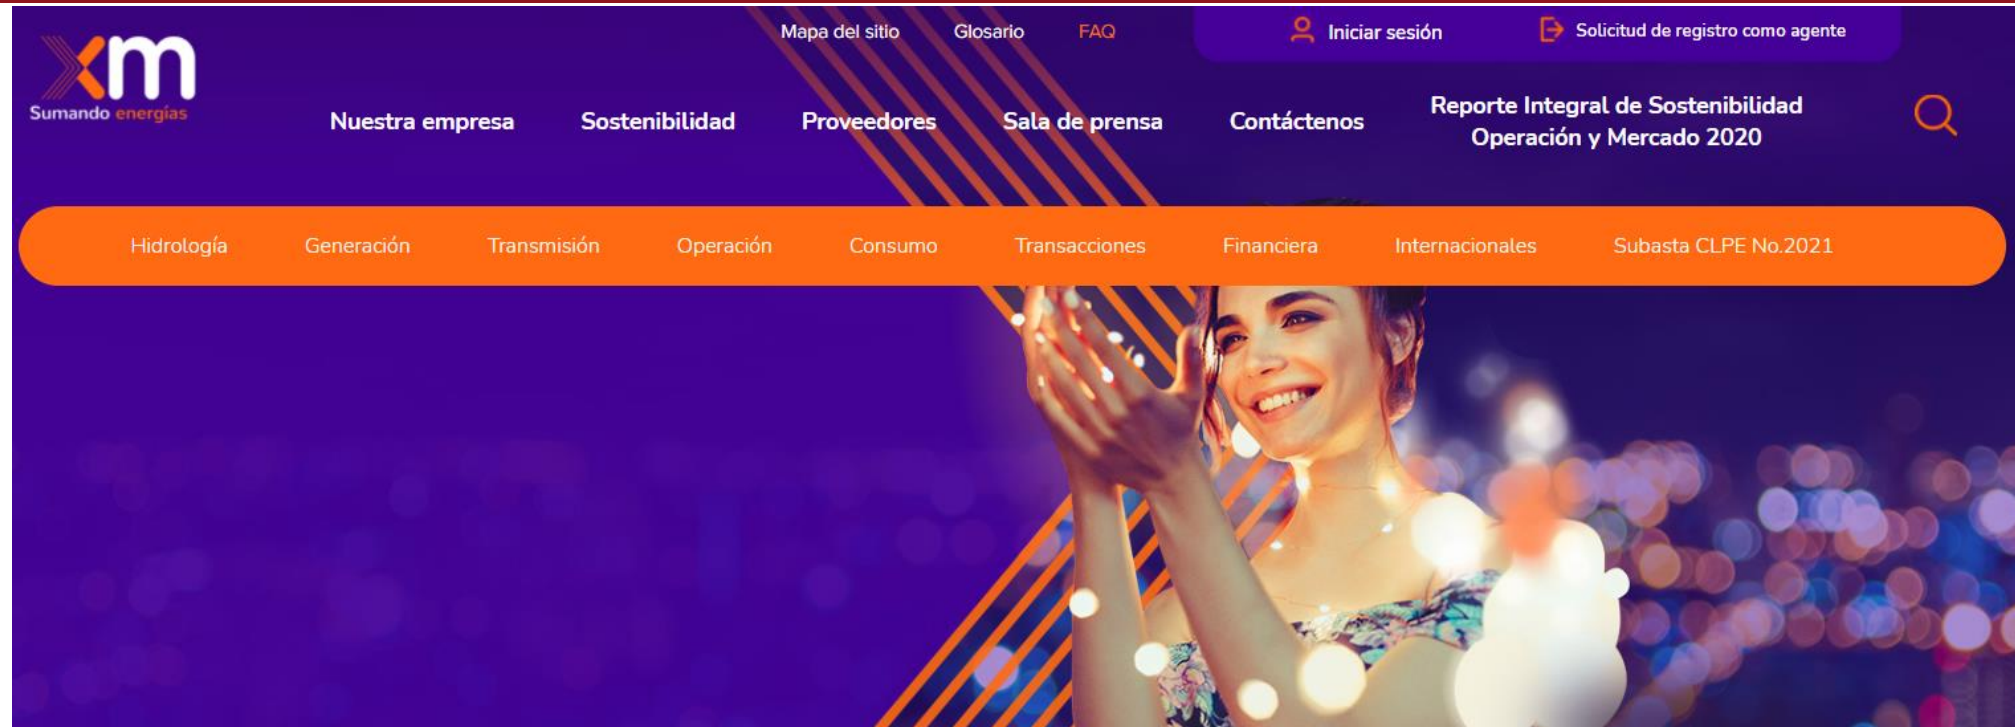 Mapa del sitio
Glosario
FAQ
Iniciar sesión
Solicitud de registro como agente
xm
Sumando energías
Nuestra empresa
Sostenibilidad
Proveedores
Sala de prensa
Contáctenos
Reporte Integral de Sostenibilidad
Operación y Mercado 2020
Hidrología
Generación
Transmisión
Operación
Consumo
Transacciones
Financiera
Internacionales
Subasta CLPE No.2021